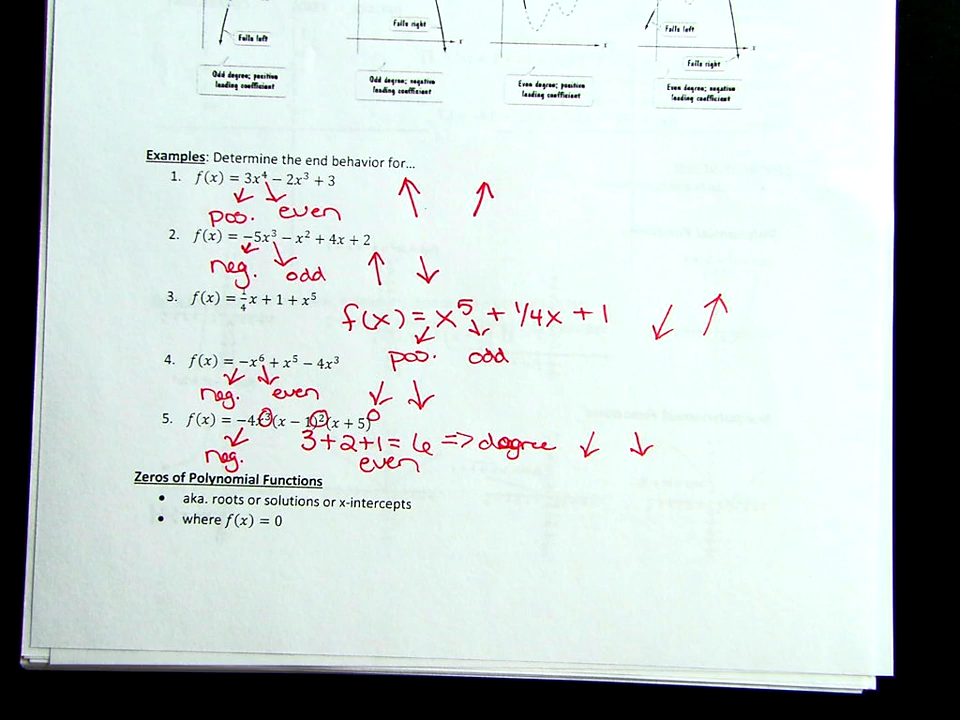 Falls left
Falls right
x
x
Falls left
x
Falls right
Odd degree; positive
leading coefficient
Odd degree; negative
leading coefficient
Even degree; positive
leading coefficient
Even degree; negative
leading coefficient
Examples: Determine the end behavior for...
1. f(x) = 3x⁴ − 2x³ + 3 ↑ ↑
↙ ↘
pos. even
2. f(x) = −5x³ − x² + 4x + 2
↙ ↘
neg. odd ↑ ↓
3. f(x) = ¼x + 1 + x⁵
f(x) = x⁵ + 1/4x + 1 ↙ ↗
↙ ↘
pos. odd
4. f(x) = −x⁶ + x⁵ − 4x³
↙ ↘
neg. even ↙ ↓
5. f(x) = −4x³(x − 1)²(x + 5)
↙
neg.
3+2+1 = 6 => degree ↓ ↓
even
Zeros of Polynomial Functions
• aka. roots or solutions or x-intercepts
• where f(x) = 0